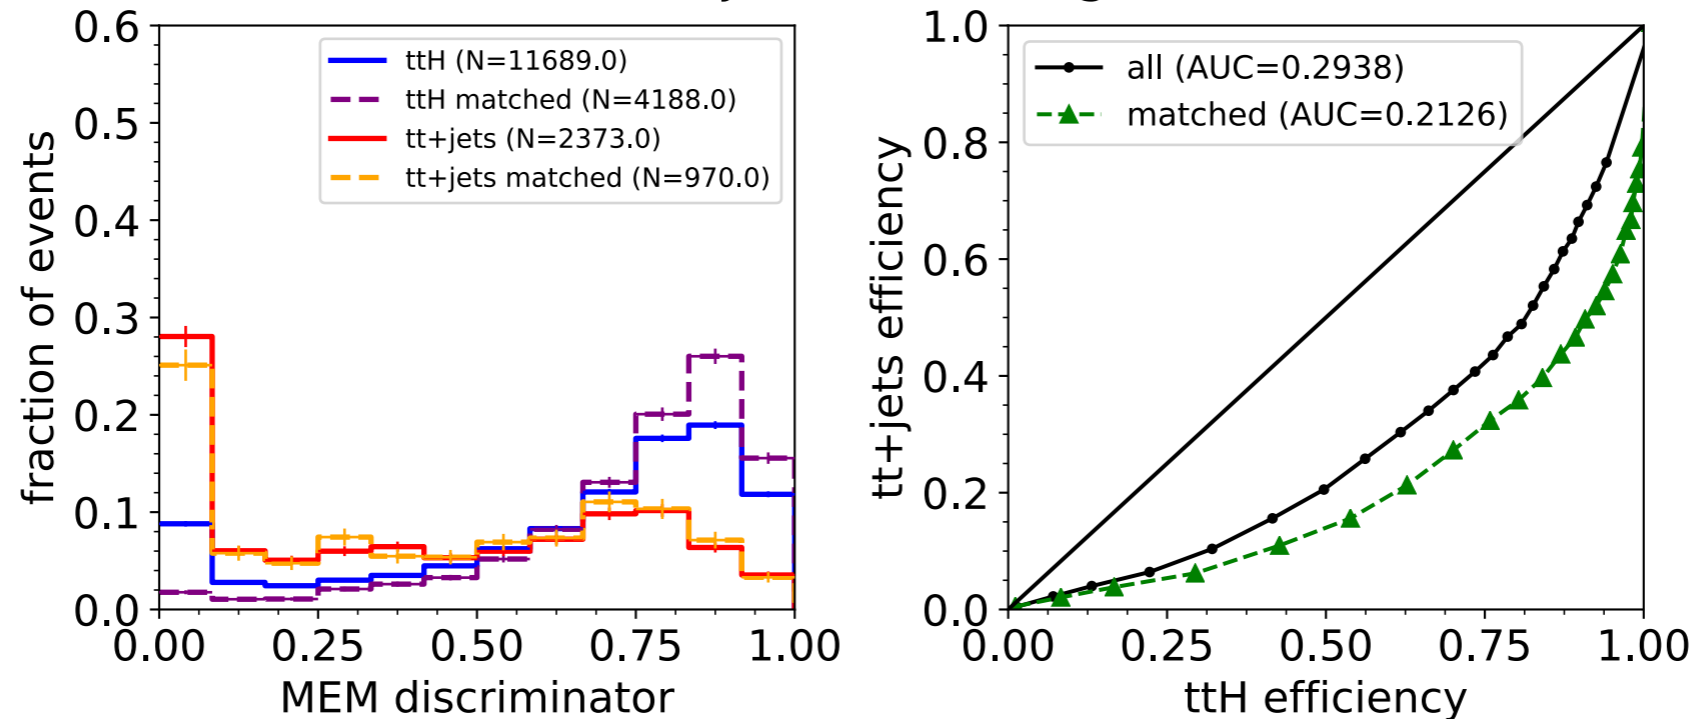 0.6
0.5
0.4
0.3
0.2
0.1
0.0
fraction of events
ttH (N=11689.0)
ttH matched (N=4188.0)
tt+jets (N=2373.0)
tt+jets matched (N=970.0)
0.00 0.25 0.50 0.75 1.00
MEM discriminator
1.0
0.8
0.6
0.4
0.2
0.0
tt+jets efficiency
all (AUC=0.2938)
matched (AUC=0.2126)
0.00 0.25 0.50 0.75 1.00
ttH efficiency